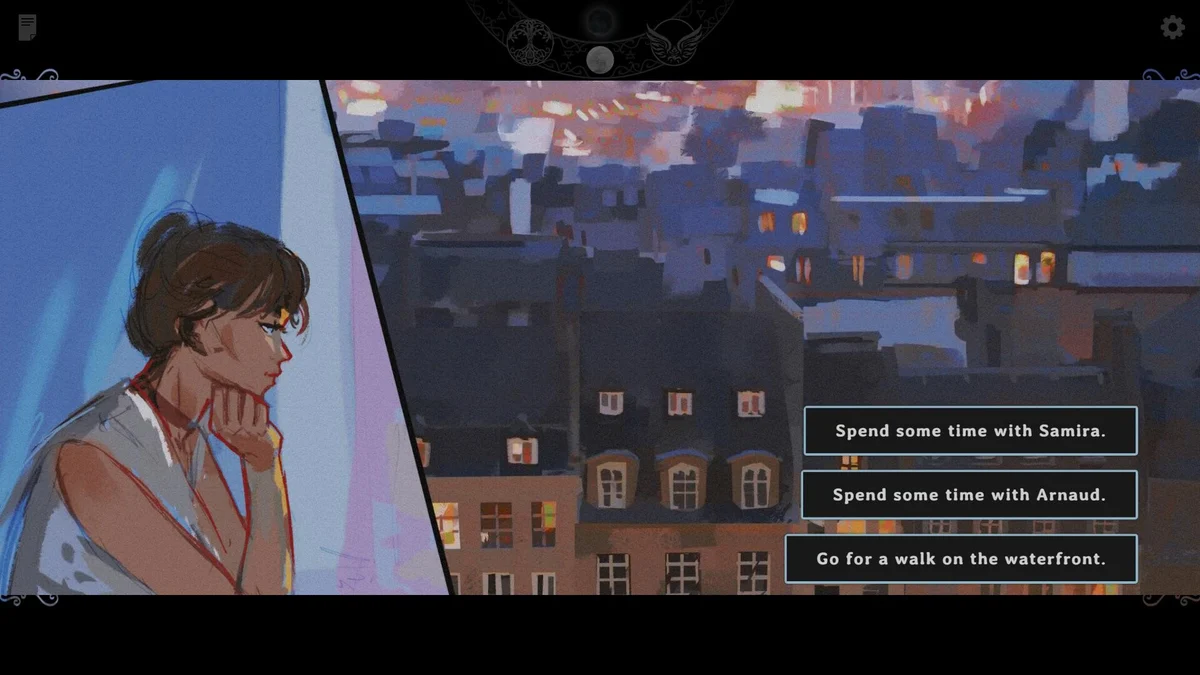 Spend some time with Samira.
Spend some time with Arnaud.
Go for a walk on the waterfront.